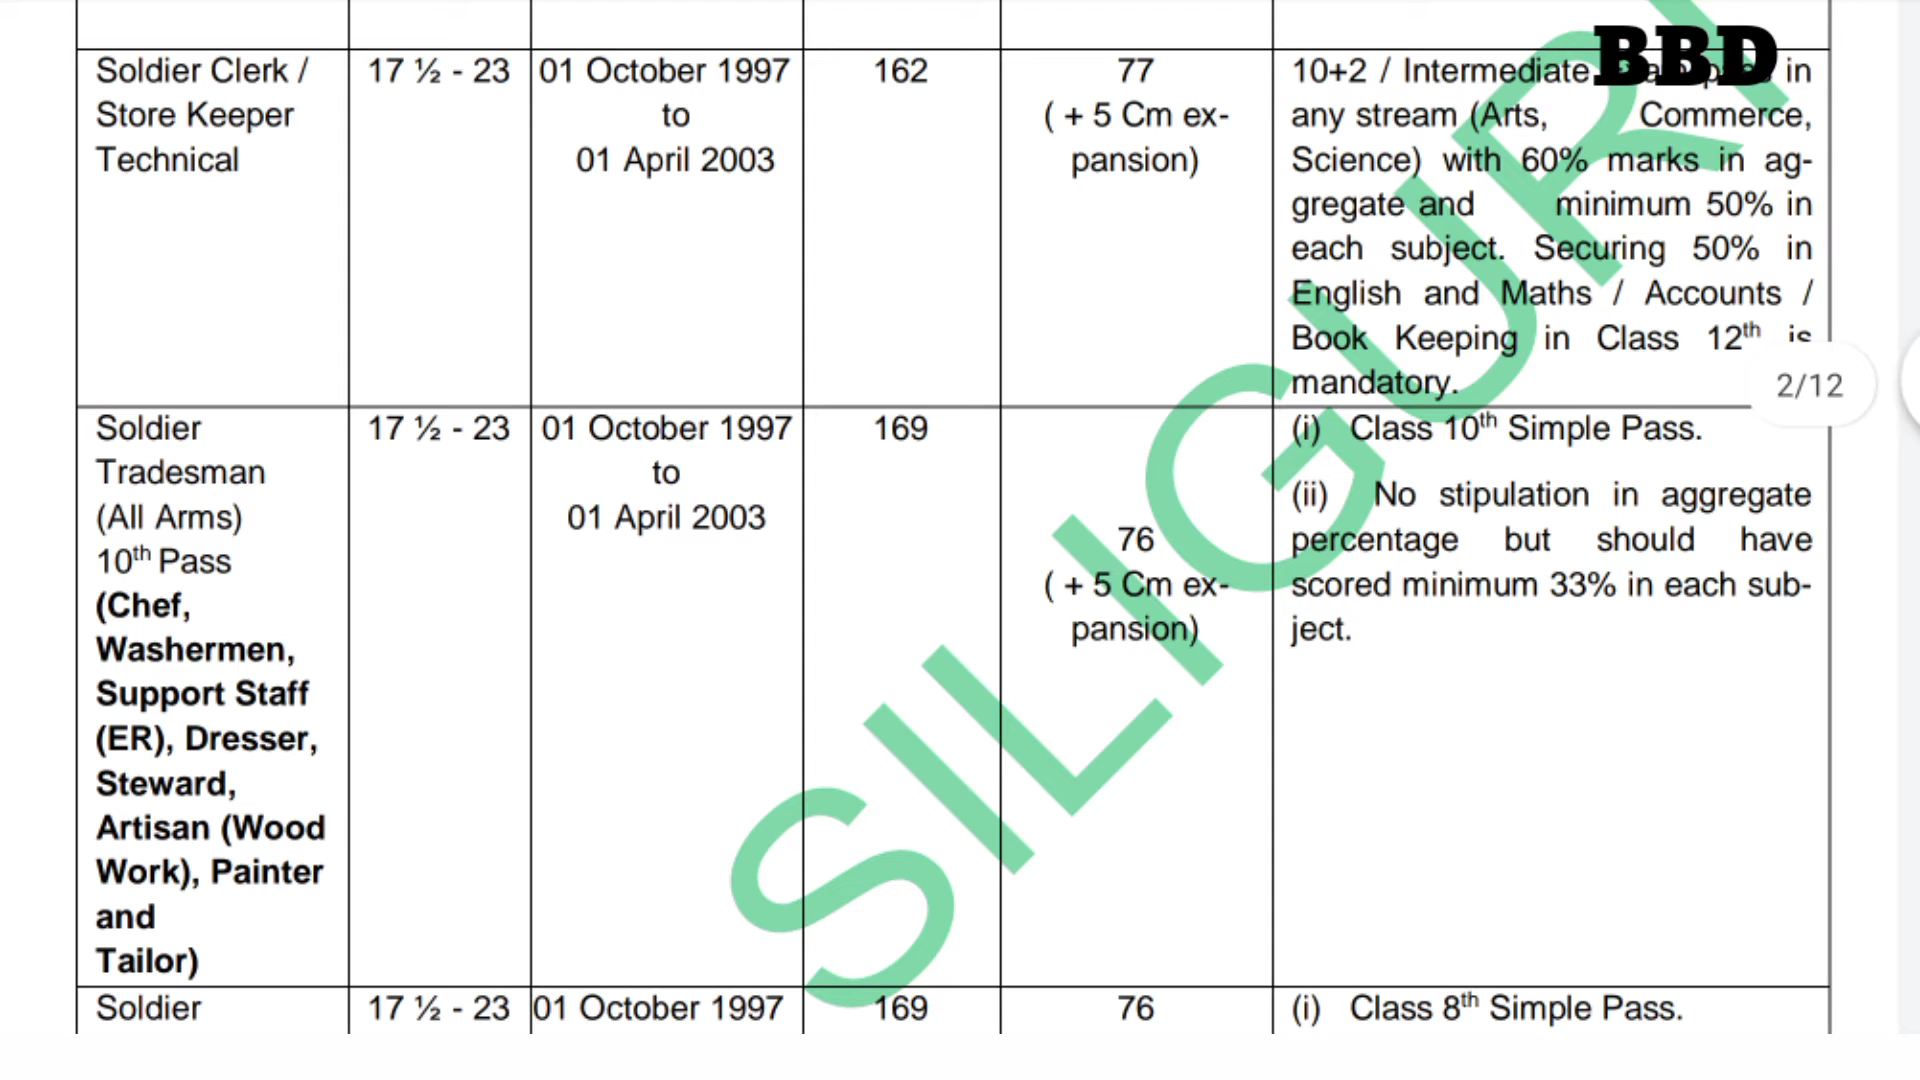 BBD
Soldier Clerk /
Store Keeper
Technical
17 ½ - 23
01 October 1997
to
01 April 2003
162
77
( + 5 Cm ex-
pansion)
10+2 / Intermediate in
any stream (Arts, Commerce,
Science) with 60% marks in ag-
gregate and minimum 50% in
each subject. Securing 50% in
English and Maths / Accounts /
Book Keeping in Class 12th is
mandatory.
2/12
Soldier
Tradesman
(All Arms)
10th Pass
(Chef,
Washermen,
Support Staff
(ER), Dresser,
Steward,
Artisan (Wood
Work), Painter
and
Tailor)
17 ½ - 23
01 October 1997
to
01 April 2003
169
76
( + 5 Cm ex-
pansion)
(i) Class 10th Simple Pass.
(ii) No stipulation in aggregate
percentage but should have
scored minimum 33% in each sub-
ject.
Soldier
17 ½ - 23
01 October 1997
169
76
(i) Class 8th Simple Pass.
SILIGURI